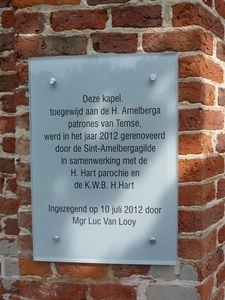 Deze kapel,
toegewijd aan de H. Amelberga
patrones van Temse,
werd in het jaar 2012 gerenoveerd
door de Sint-Amelbergagilde
in samenwerking met de
H. Hart parochie en
de K.W.B. H.Hart
Ingezegend op 10 juli 2012 door
Mgr Luc Van Looy